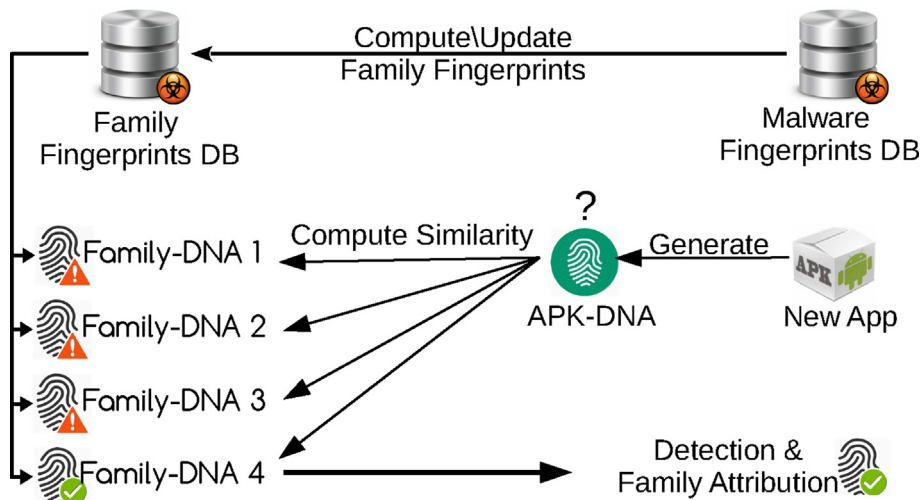 Compute\Update
Family Fingerprints
Family
Fingerprints DB
Malware
Fingerprints DB
?
Family-DNA 1
Compute Similarity
Generate
APK
APK-DNA
New App
Family-DNA 2
Family-DNA 3
Family-DNA 4
Detection &
Family Attribution